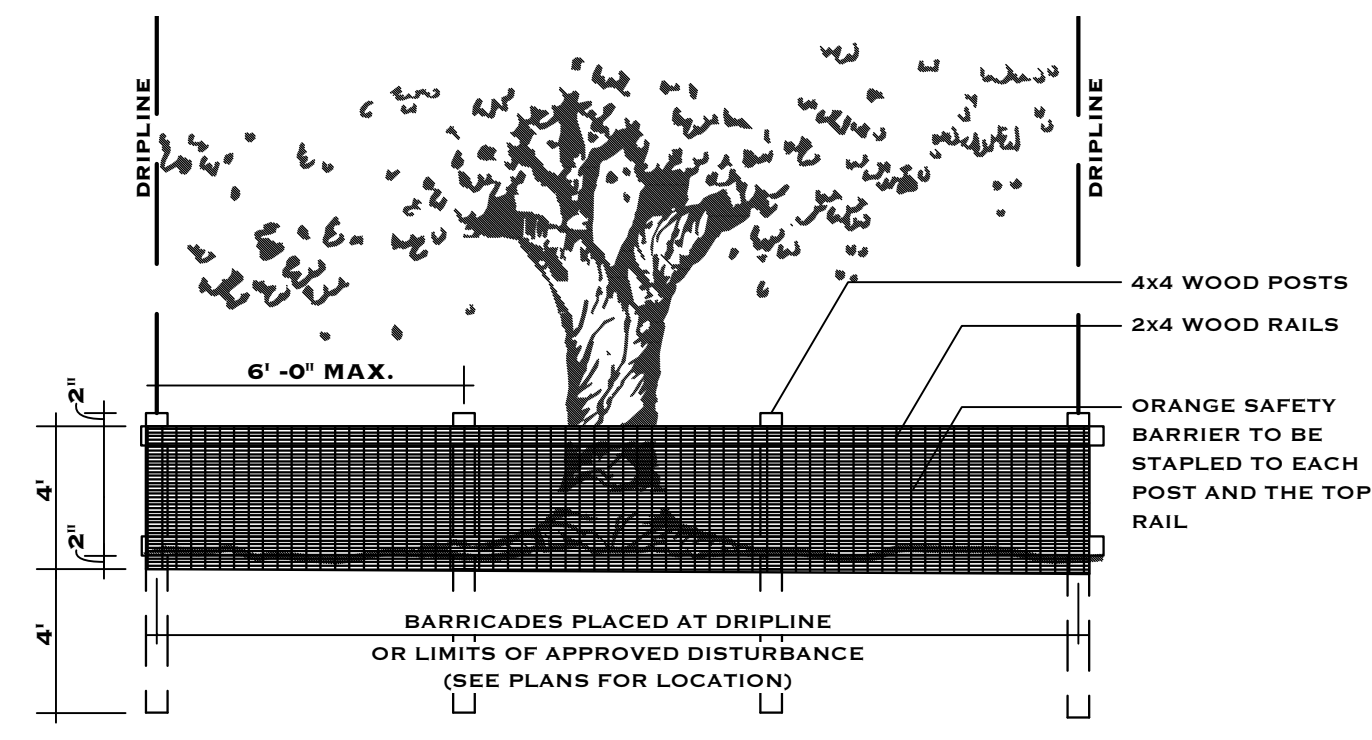 DRIPLINE
DRIPLINE
4x4 WOOD POSTS
2x4 WOOD RAILS
6' -0" MAX.
2"
ORANGE SAFETY
BARRIER TO BE
STAPLED TO EACH
POST AND THE TOP
RAIL
4'
2"
4'
BARRICADES PLACED AT DRIPLINE
OR LIMITS OF APPROVED DISTURBANCE
(SEE PLANS FOR LOCATION)